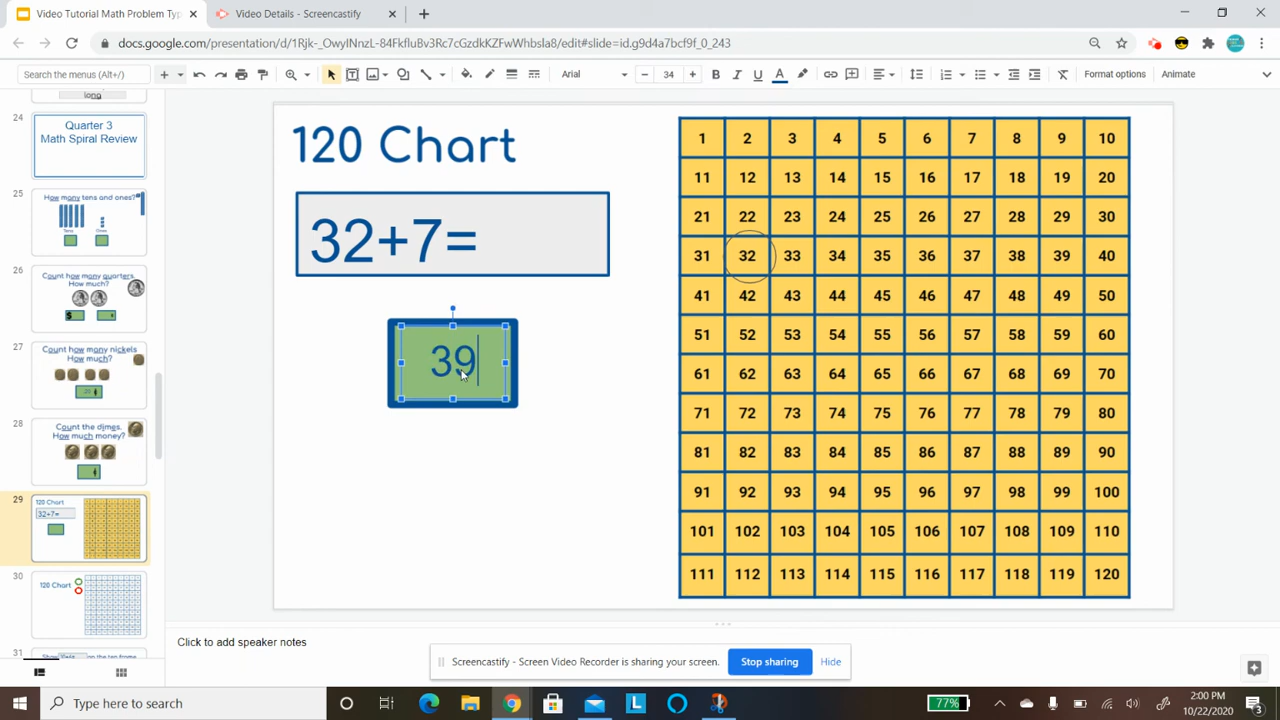 Video Tutorial Math Problem Ty
Video Details - Screencastify
docs.google.com/presentation/d/1Rjk-_OwyINnzL-84FkfluBv3Rc7cGzdkKZFwWhbsla8/edit#slide=id.g9d4a7bcf9f_0_243
Search the menus (Alt+/)
Arial
34
Format options
Animate
long
24
Quarter 3
Math Spiral Review
25
How many tens and ones?
Tens
Ones
26
Count how many quarters.
How much?
$
27
Count how many nickels
How much?
28
Count the dimes.
How much money?
29
120 Chart
32+7=
30
120 Chart
31
120 Chart
32+7=
39
1 2 3 4 5 6 7 8 9 10
11 12 13 14 15 16 17 18 19 20
21 22 23 24 25 26 27 28 29 30
31 32 33 34 35 36 37 38 39 40
41 42 43 44 45 46 47 48 49 50
51 52 53 54 55 56 57 58 59 60
61 62 63 64 65 66 67 68 69 70
71 72 73 74 75 76 77 78 79 80
81 82 83 84 85 86 87 88 89 90
91 92 93 94 95 96 97 98 99 100
101 102 103 104 105 106 107 108 109 110
111 112 113 114 115 116 117 118 119 120
Click to add speaker notes
Screencastify - Screen Video Recorder is sharing your screen.
Stop sharing
Hide
Type here to search
77%
2:00 PM
10/22/2020
3